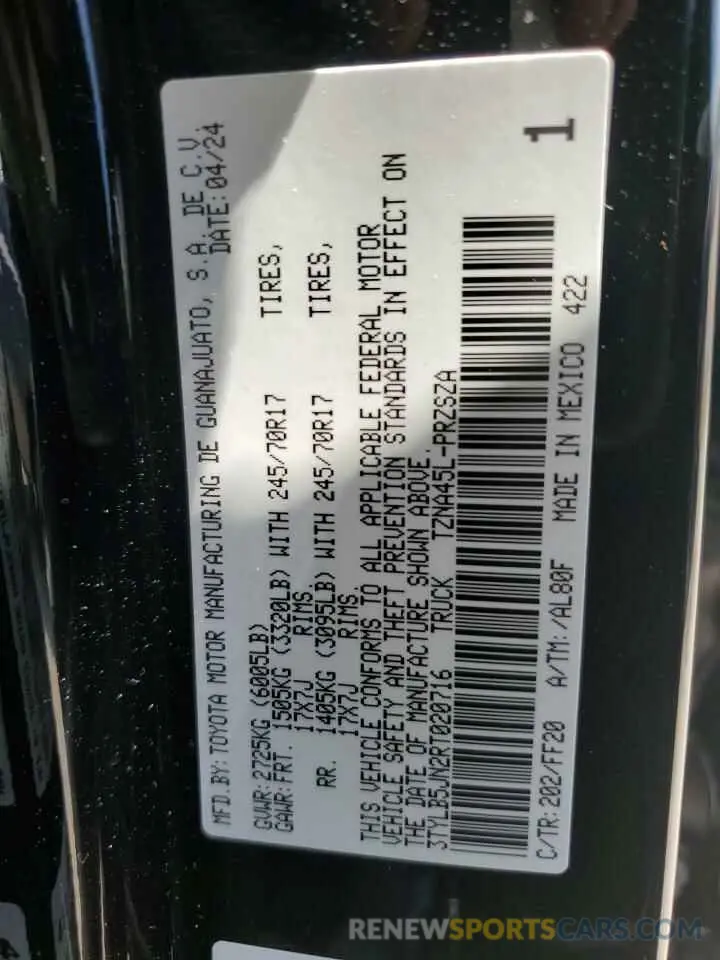 MFD.BY: TOYOTA MOTOR MANUFACTURING DE GUANAJUATO, S.A. DE C.V.
DATE: 04/24
GVWR: 2725KG (6005LB)
GAWR: FRT. 1505KG (3320LB) WITH 245/70R17 TIRES,
17X7J RIMS,
RR. 1405KG (3095LB) WITH 245/70R17 TIRES,
17X7J RIMS.
THIS VEHICLE CONFORMS TO ALL APPLICABLE FEDERAL MOTOR
VEHICLE SAFETY AND THEFT PREVENTION STANDARDS IN EFFECT ON
THE DATE OF MANUFACTURE SHOWN ABOVE.
3TYLB5JN2RT020716 TRUCK TZNA45L-PRZSZA
1
C/TR: 202/FF20 A/TM: /AL80F MADE IN MEXICO 422
RENEWSPORTSCARS.COM